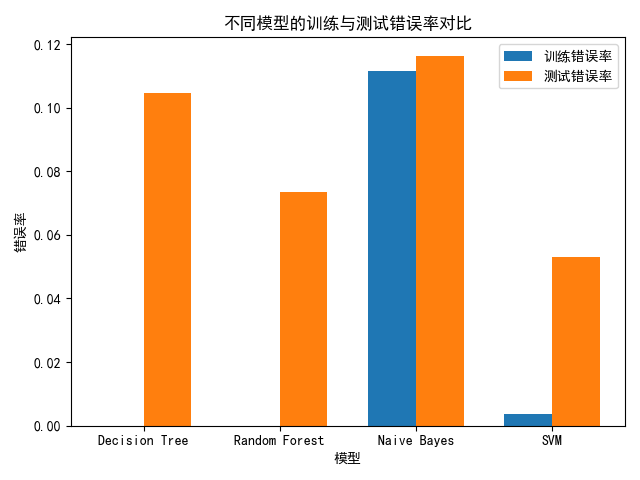 不同模型的训练与测试错误率对比
训练错误率
测试错误率
0.12
0.10
0.08
0.06
0.04
0.02
0.00
错误率
Decision Tree
Random Forest
Naive Bayes
SVM
模型